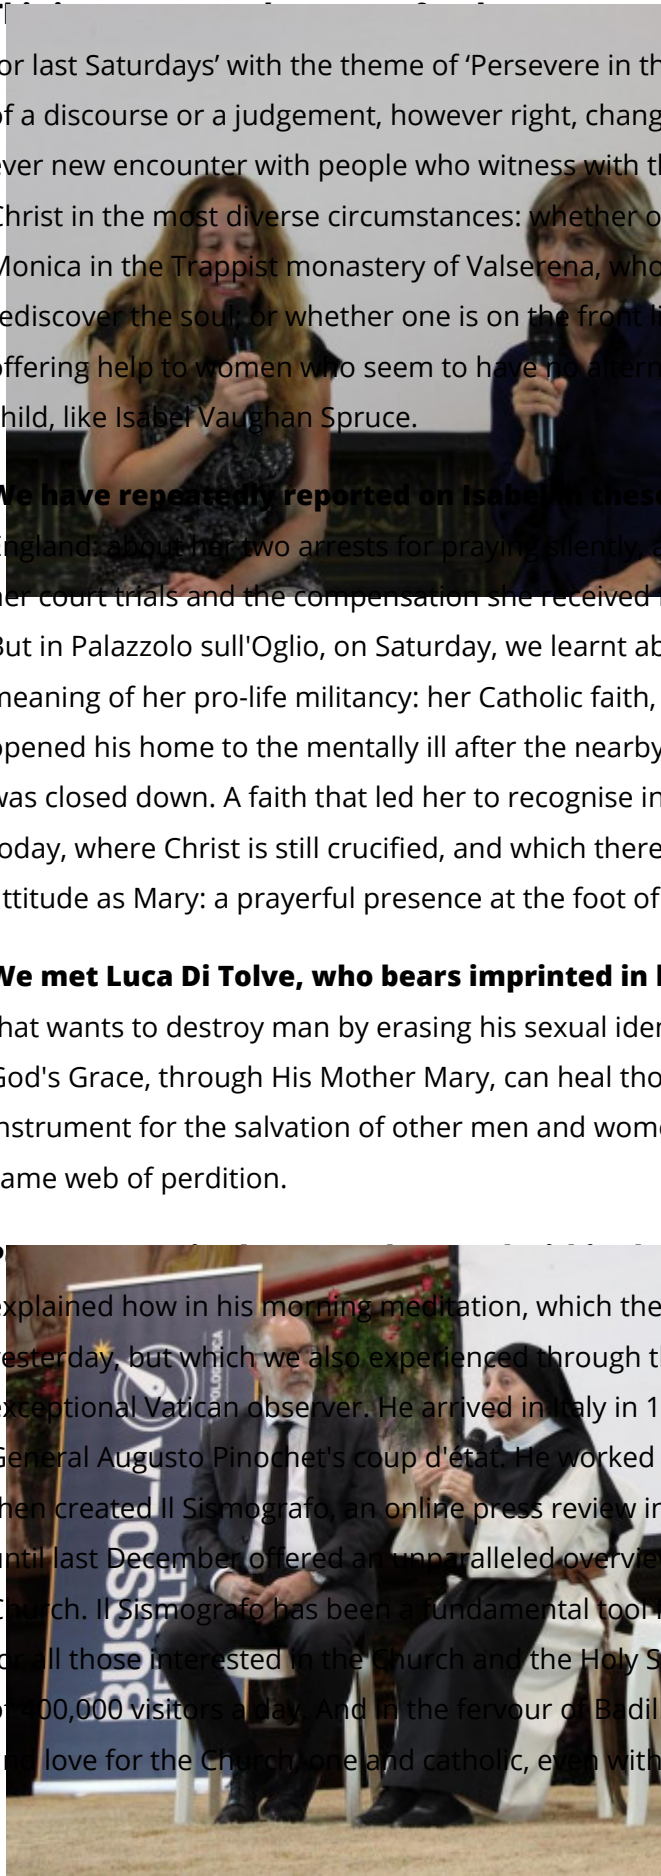 or last Saturdays’ with the theme of ‘Persevere in th
of a discourse or a judgement, however right, chang
ever new encounter with people who witness with th
Christ in the most diverse circumstances: whether o
Monica in the Trappist monastery of Valserena, who
ediscover the soul; or whether one is on the front li
offering help to women who seem to have no altern
hild, like Isabel Vaughan Spruce.
We have repeatedly reported on Isabel in these
England: about her two arrests for praying silently, a
her court trials and the compensation she received
But in Palazzolo sull'Oglio, on Saturday, we learnt ab
meaning of her pro-life militancy: her Catholic faith,
opened his home to the mentally ill after the nearby
was closed down. A faith that led her to recognise in
oday, where Christ is still crucified, and which there
ttitude as Mary: a prayerful presence at the foot of
We met Luca Di Tolve, who bears imprinted in
that wants to destroy man by erasing his sexual iden
God's Grace, through His Mother Mary, can heal tho
instrument for the salvation of other men and wome
ame web of perdition.
explained how in his morning meditation, which the
yesterday, but which we also experienced through th
exceptional Vatican observer. He arrived in Italy in 1
General Augusto Pinochet's coup d'état. He worked
then created Il Sismografo, an online press review in
until last December offered an unparalleled overvie
Church. Il Sismografo has been a fundamental tool
or all those interested in the Church and the Holy S
of 400,000 visitors a day. And in the fervour of Badil
and love for the Church, one and catholic, even with
BUSSOLA